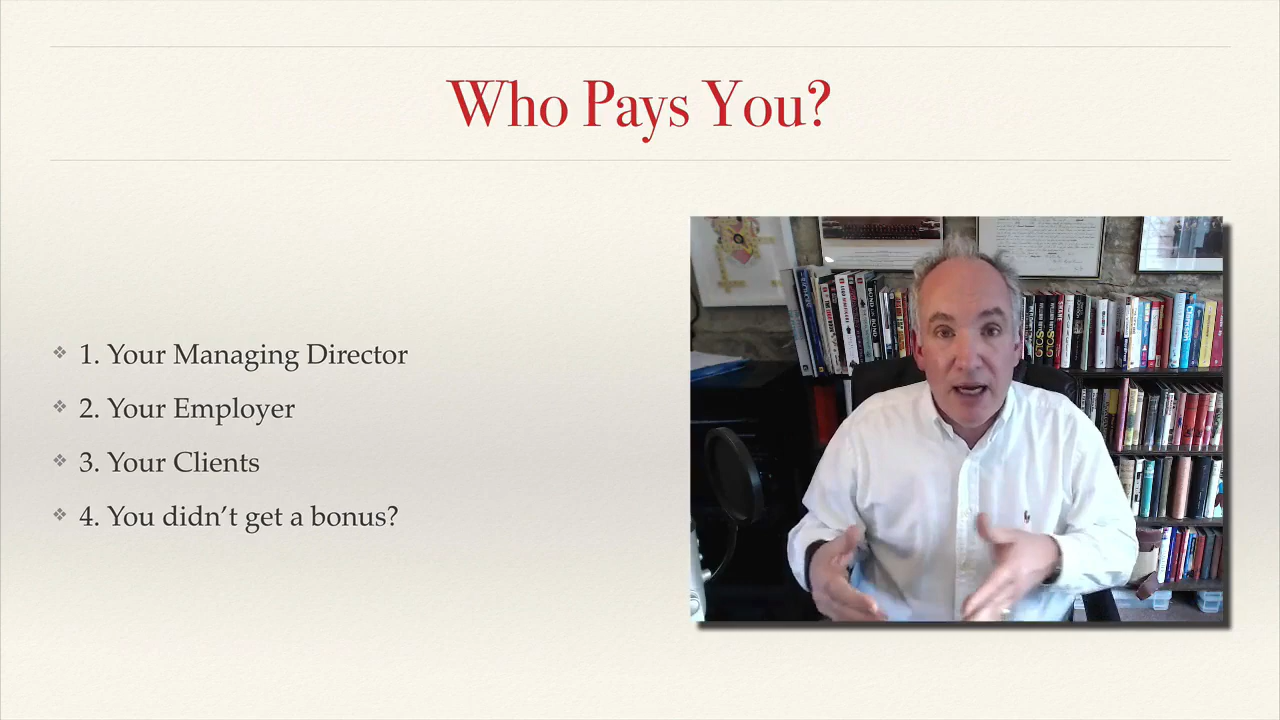 Who Pays You?
1. Your Managing Director
2. Your Employer
3. Your Clients
4. You didn’t get a bonus?